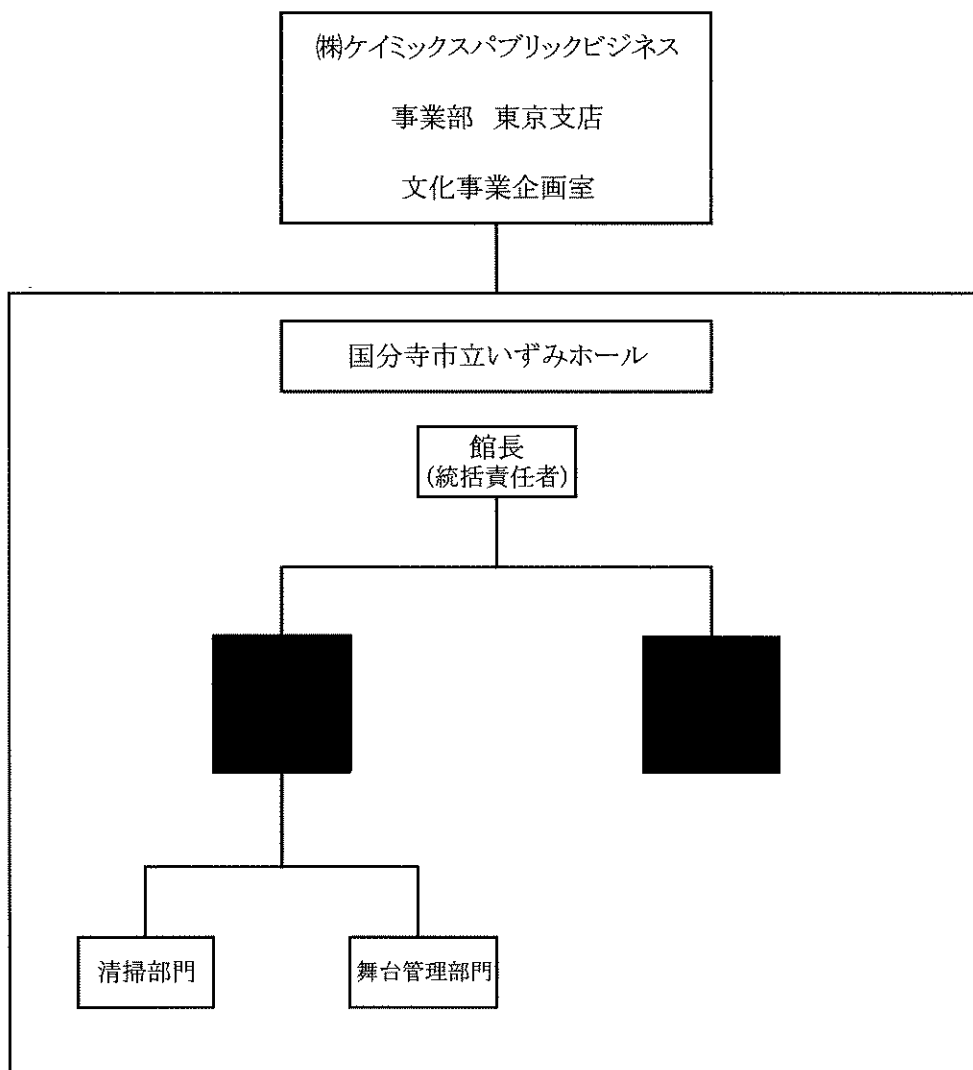 ㈱ケイミックスパブリックビジネス
事業部 東京支店
文化事業企画室
国分寺市立いずみホール
館長
(統括責任者)
清掃部門
舞台管理部門